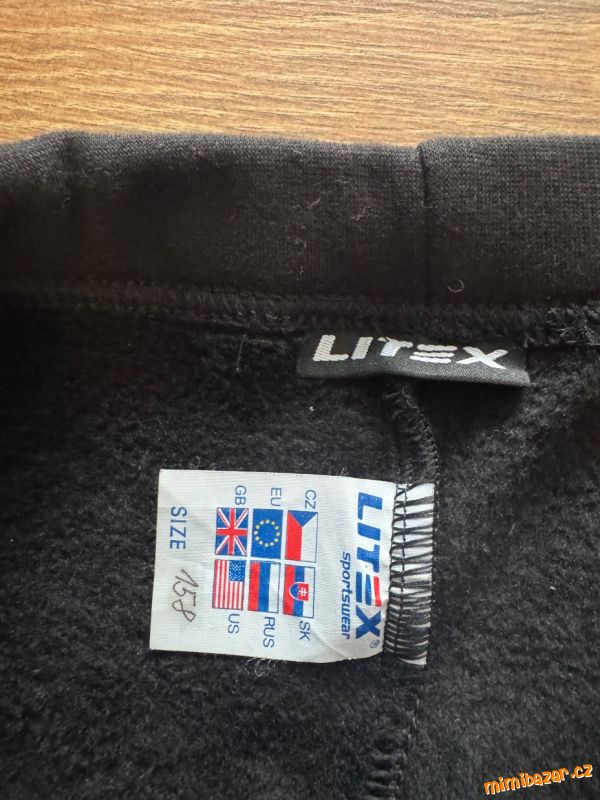 LITEX
LITEX®
sportswear
CZ
SK
EU
RUS
GB
US
SIZE 158
mimibazar.cz